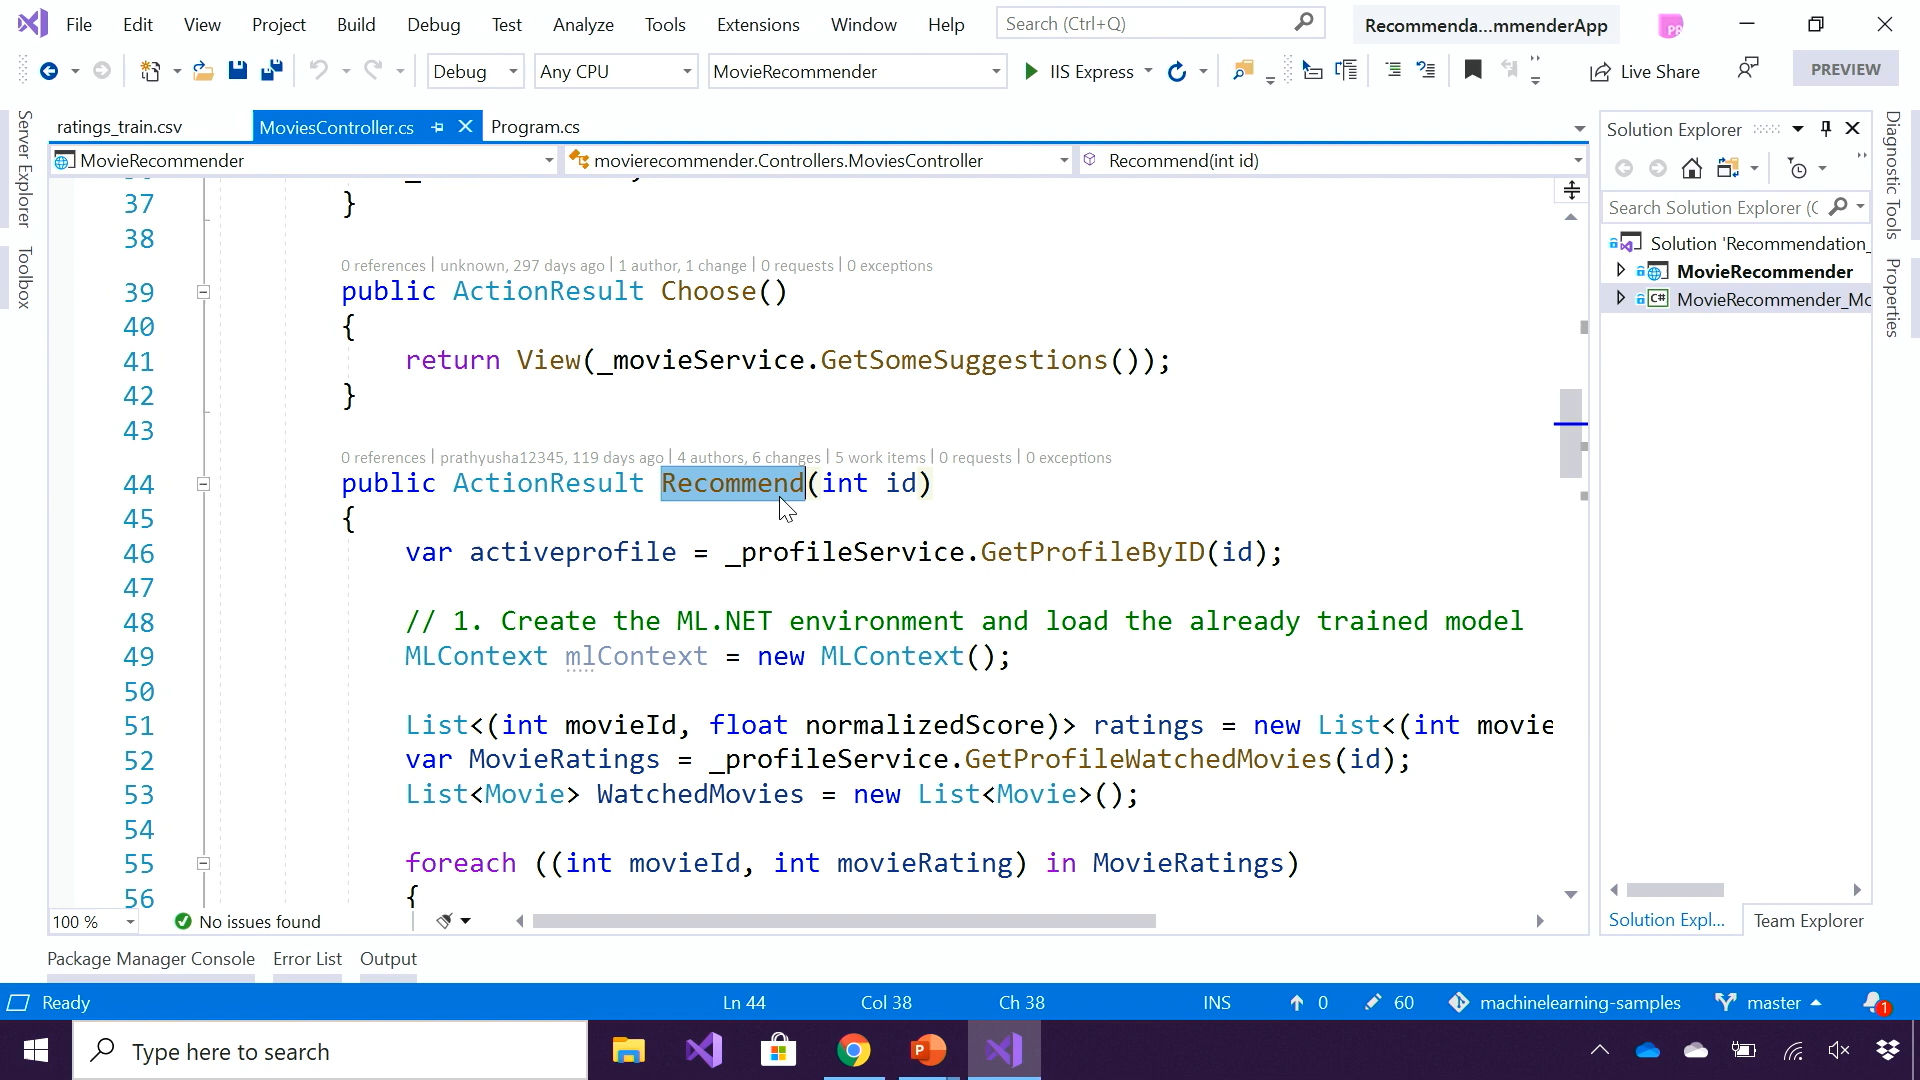 File Edit View Project Build Debug Test Analyze Tools Extensions Window Help Search (Ctrl+Q) Recommenda...mmenderApp PR
Debug Any CPU MovieRecommender IIS Express Live Share PREVIEW
Server Explorer
Toolbox
ratings_train.csv MoviesController.cs Program.cs
MovieRecommender movierecommender.Controllers.MoviesController Recommend(int id)
37 }
38
0 references | unknown, 297 days ago | 1 author, 1 change | 0 requests | 0 exceptions
39 public ActionResult Choose()
40 {
41 return View(_movieService.GetSomeSuggestions());
42 }
43
0 references | prathyusha12345, 119 days ago | 4 authors, 6 changes | 5 work items | 0 requests | 0 exceptions
44 public ActionResult Recommend(int id)
45 {
46 var activeprofile = _profileService.GetProfileByID(id);
47
48 // 1. Create the ML.NET environment and load the already trained model
49 MLContext mlContext = new MLContext();
50
51 List<(int movieId, float normalizedScore)> ratings = new List<(int movie
52 var MovieRatings = _profileService.GetProfileWatchedMovies(id);
53 List<Movie> WatchedMovies = new List<Movie>();
54
55 foreach ((int movieId, int movieRating) in MovieRatings)
56 {
100 % No issues found
Solution Explorer
Search Solution Explorer (C
Solution 'Recommendation_
MovieRecommender
C# MovieRecommender_Mo
Solution Expl... Team Explorer
Diagnostic Tools
Properties
Package Manager Console Error List Output
Ready Ln 44 Col 38 Ch 38 INS 0 60 machinelearning-samples master 1
Type here to search